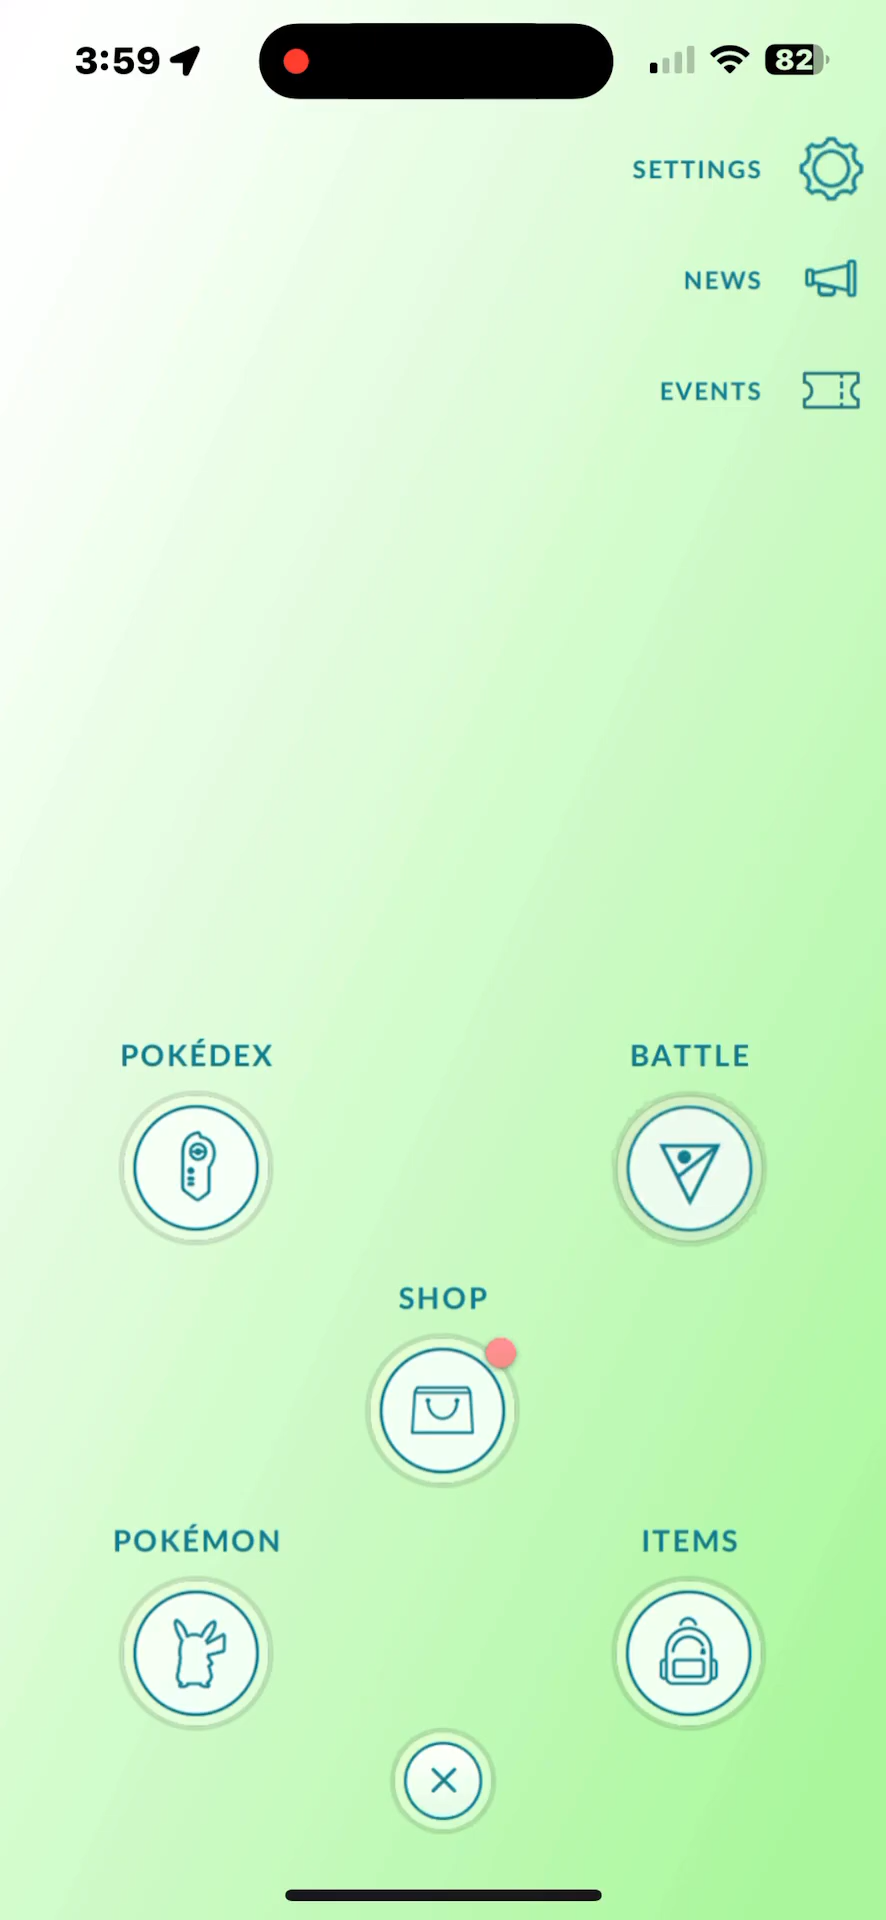 3:59
82
SETTINGS
NEWS
EVENTS
POKÉDEX
BATTLE
SHOP
POKÉMON
ITEMS